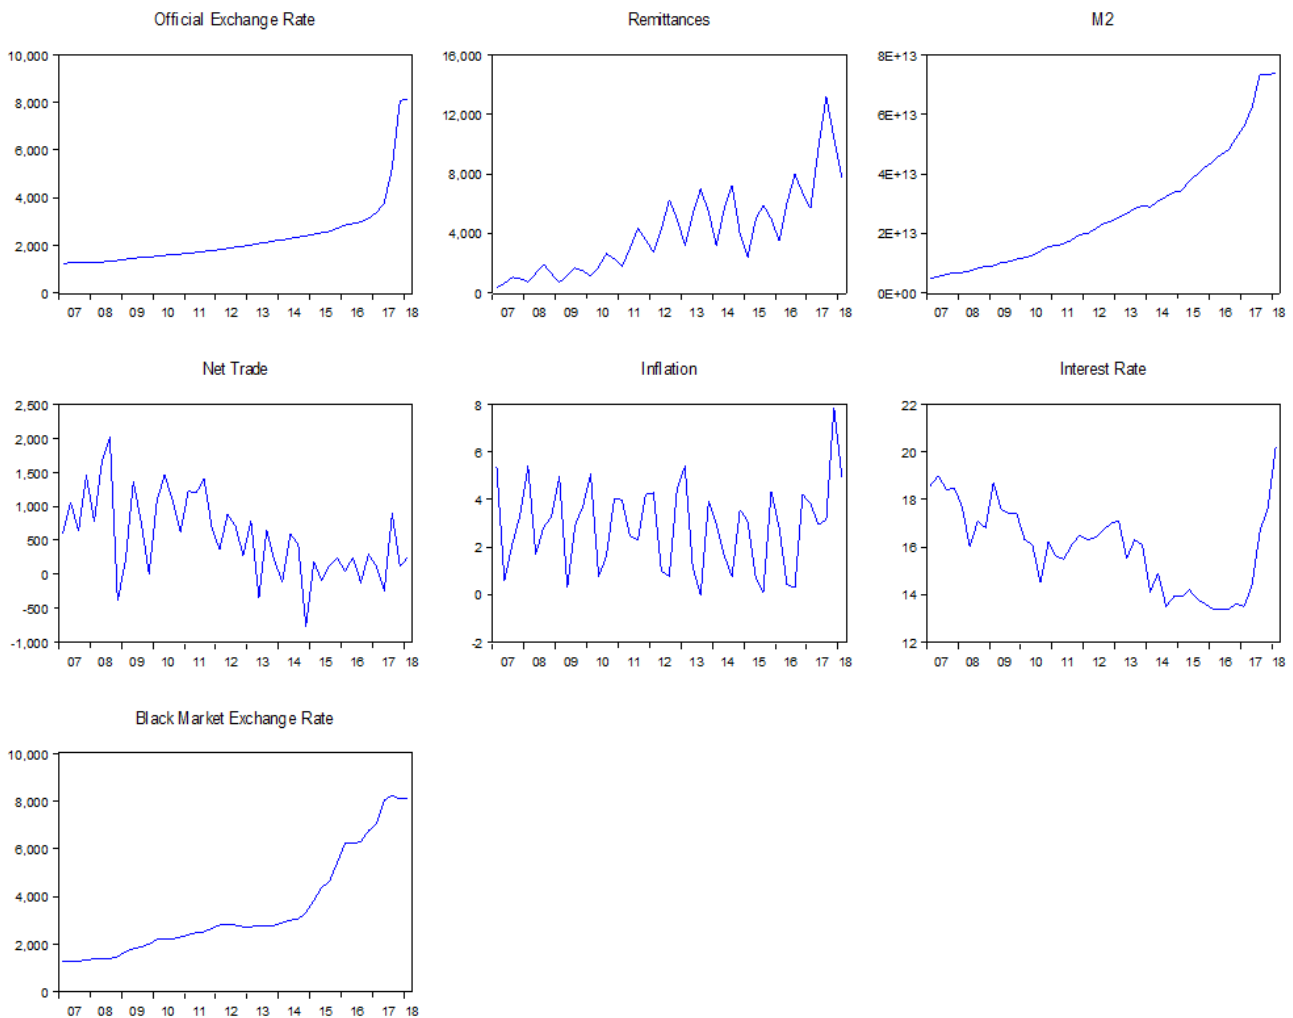 Official Exchange Rate
10,000
8,000
6,000
4,000
2,000
0
07 08 09 10 11 12 13 14 15 16 17 18
Remittances
16,000
12,000
8,000
4,000
0
07 08 09 10 11 12 13 14 15 16 17 18
M2
8E+13
6E+13
4E+13
2E+13
0E+00
07 08 09 10 11 12 13 14 15 16 17 18
Net Trade
2,500
2,000
1,500
1,000
500
0
-500
-1,000
07 08 09 10 11 12 13 14 15 16 17 18
Inflation
8
6
4
2
0
-2
07 08 09 10 11 12 13 14 15 16 17 18
Interest Rate
22
20
18
16
14
12
07 08 09 10 11 12 13 14 15 16 17 18
Black Market Exchange Rate
10,000
8,000
6,000
4,000
2,000
0
07 08 09 10 11 12 13 14 15 16 17 18